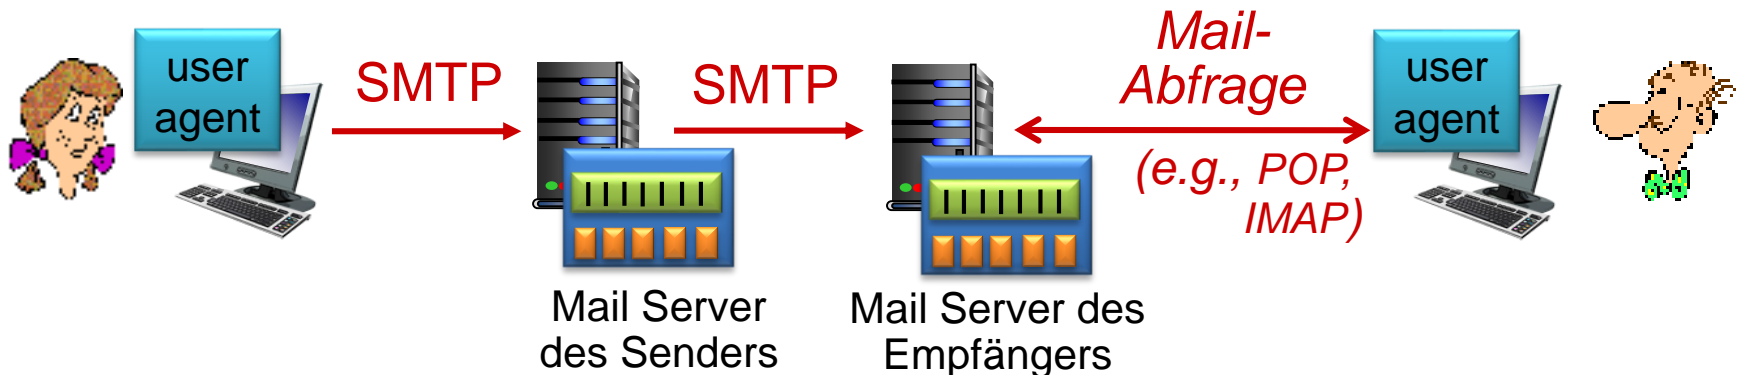 user
agent
SMTP
SMTP
Mail-
Abfrage
(e.g., POP,
IMAP)
user
agent
Mail Server
des Senders
Mail Server des
Empfängers